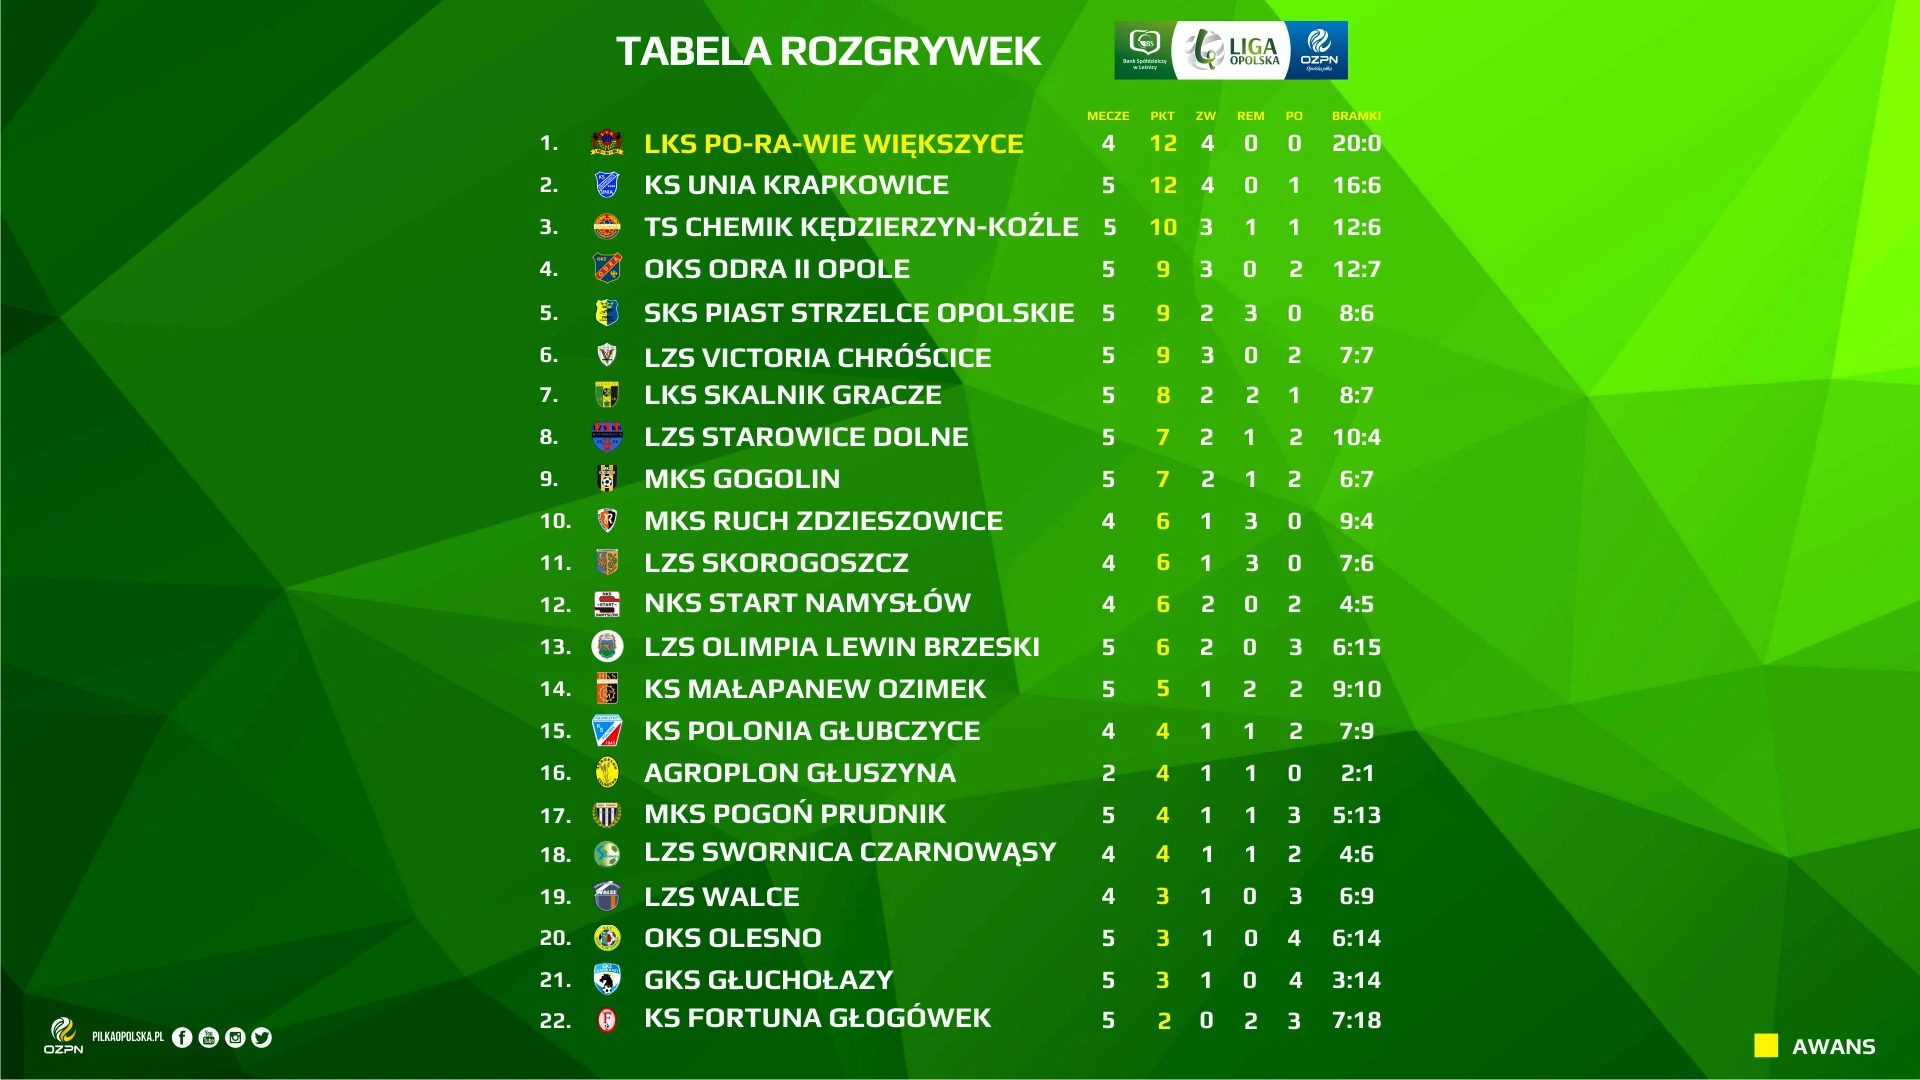 TABELA ROZGRYWEK
BS
Bank Spółdzielczy
w Leśnicy
LIGA
OPOLSKA
OZPN
MECZE PKT ZW REM PO BRAMKI
1. LKS PO-RA-WIE WIĘKSZYCE 4 12 4 0 0 20:0
2. KS UNIA KRAPKOWICE 5 12 4 0 1 16:6
3. TS CHEMIK KĘDZIERZYN-KOŹLE 5 10 3 1 1 12:6
4. OKS ODRA II OPOLE 5 9 3 0 2 12:7
5. SKS PIAST STRZELCE OPOLSKIE 5 9 2 3 0 8:6
6. LZS VICTORIA CHRÓŚCICE 5 9 3 0 2 7:7
7. LKS SKALNIK GRACZE 5 8 2 2 1 8:7
8. LZS STAROWICE DOLNE 5 7 2 1 2 10:4
9. MKS GOGOLIN 5 7 2 1 2 6:7
10. MKS RUCH ZDZIESZOWICE 4 6 1 3 0 9:4
11. LZS SKOROGOSZCZ 4 6 1 3 0 7:6
12. NKS START NAMYSŁÓW 4 6 2 0 2 4:5
13. LZS OLIMPIA LEWIN BRZESKI 5 6 2 0 3 6:15
14. KS MAŁAPANEW OZIMEK 5 5 1 2 2 9:10
15. KS POLONIA GŁUBCZYCE 4 4 1 1 2 7:9
16. AGROPLON GŁUSZYNA 2 4 1 1 0 2:1
17. MKS POGOŃ PRUDNIK 5 4 1 1 3 5:13
18. LZS SWORNICA CZARNOWĄSY 4 4 1 1 2 4:6
19. LZS WALCE 4 3 1 0 3 6:9
20. OKS OLESNO 5 3 1 0 4 6:14
21. GKS GŁUCHOŁAZY 5 3 1 0 4 3:14
22. KS FORTUNA GŁOGÓWEK 5 2 0 2 3 7:18
OZPN
PILKAOPOLSKA.PL
AWANS